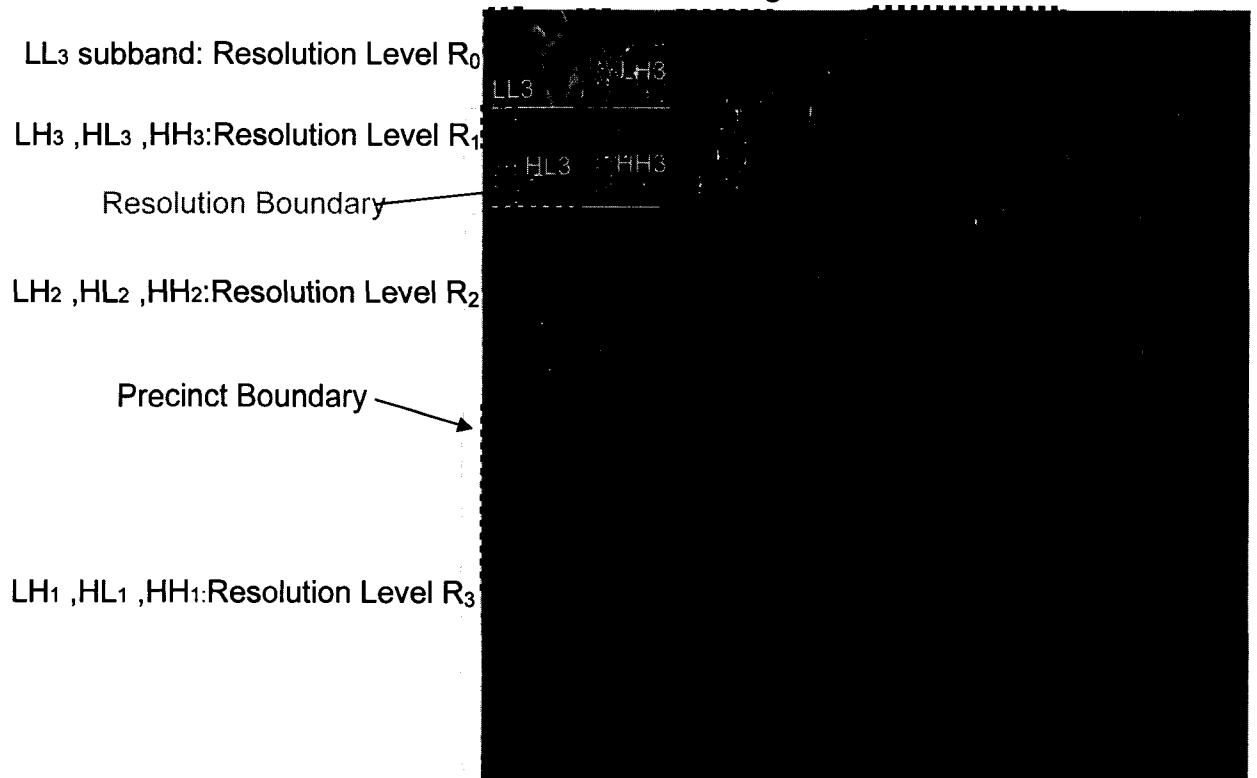 LL3 subband: Resolution Level R0
LL3
LH3
LH3 ,HL3 ,HH3:Resolution Level R1
HL3
HH3
Resolution Boundary
LH2 ,HL2 ,HH2:Resolution Level R2
Precinct Boundary
LH1 ,HL1 ,HH1:Resolution Level R3